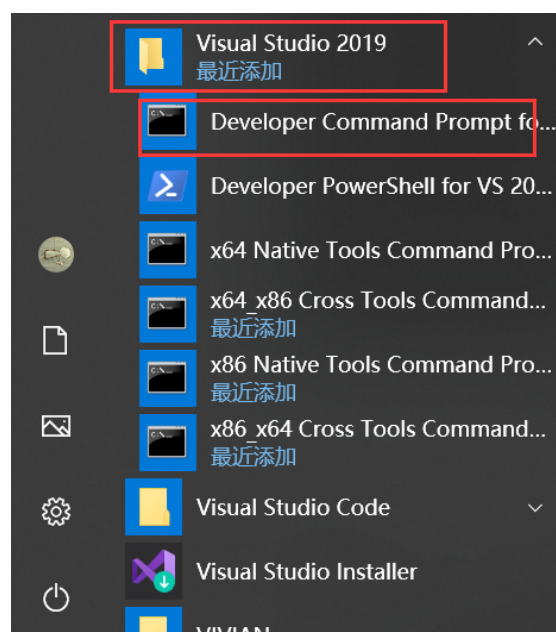 Visual Studio 2019
最近添加
Developer Command Prompt fo...
Developer PowerShell for VS 20...
x64 Native Tools Command Pro...
x64_x86 Cross Tools Command...
最近添加
x86 Native Tools Command Pro...
最近添加
x86_x64 Cross Tools Command...
最近添加
Visual Studio Code
Visual Studio Installer
VIVIAN